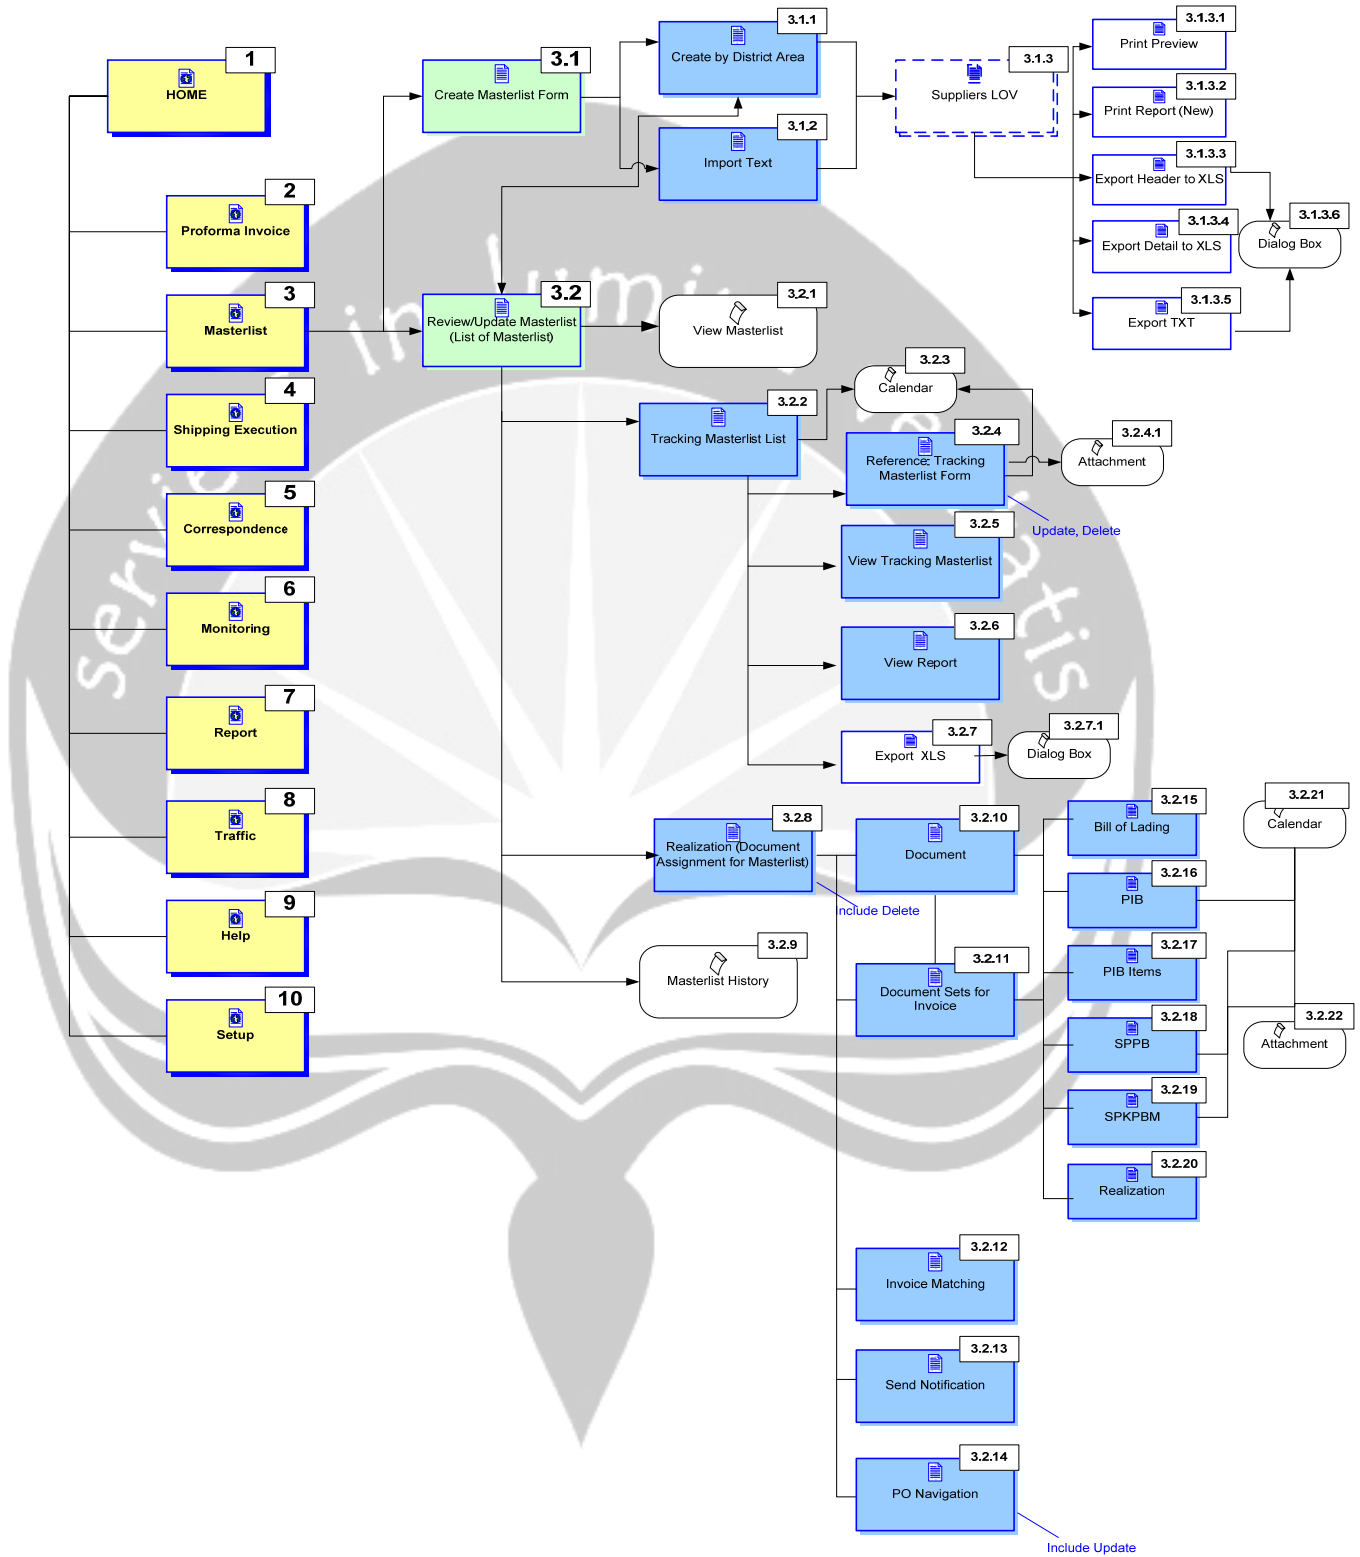 1
HOME
2
Proforma Invoice
3
Masterlist
4
Shipping Execution
5
Correspondence
6
Monitoring
7
Report
8
Traffic
9
Help
10
Setup
3.1
Create Masterlist Form
3.2
Review/Update Masterlist
(List of Masterlist)
3.1.1
Create by District Area
3.1.2
Import Text
3.1.3
Suppliers LOV
3.1.3.1
Print Preview
3.1.3.2
Print Report (New)
3.1.3.3
Export Header to XLS
3.1.3.4
Export Detail to XLS
3.1.3.5
Export TXT
3.1.3.6
Dialog Box
3.2.1
View Masterlist
3.2.2
Tracking Masterlist List
3.2.3
Calendar
3.2.4
Reference: Tracking
Masterlist Form
Update, Delete
3.2.4.1
Attachment
3.2.5
View Tracking Masterlist
3.2.6
View Report
3.2.7
Export XLS
3.2.7.1
Dialog Box
3.2.8
Realization (Document
Assignment for Masterlist)
Include Delete
3.2.9
Masterlist History
3.2.10
Document
3.2.11
Document Sets for
Invoice
3.2.12
Invoice Matching
3.2.13
Send Notification
3.2.14
PO Navigation
Include Update
3.2.15
Bill of Lading
3.2.16
PIB
3.2.17
PIB Items
3.2.18
SPPB
3.2.19
SPKPBM
3.2.20
Realization
3.2.21
Calendar
3.2.22
Attachment